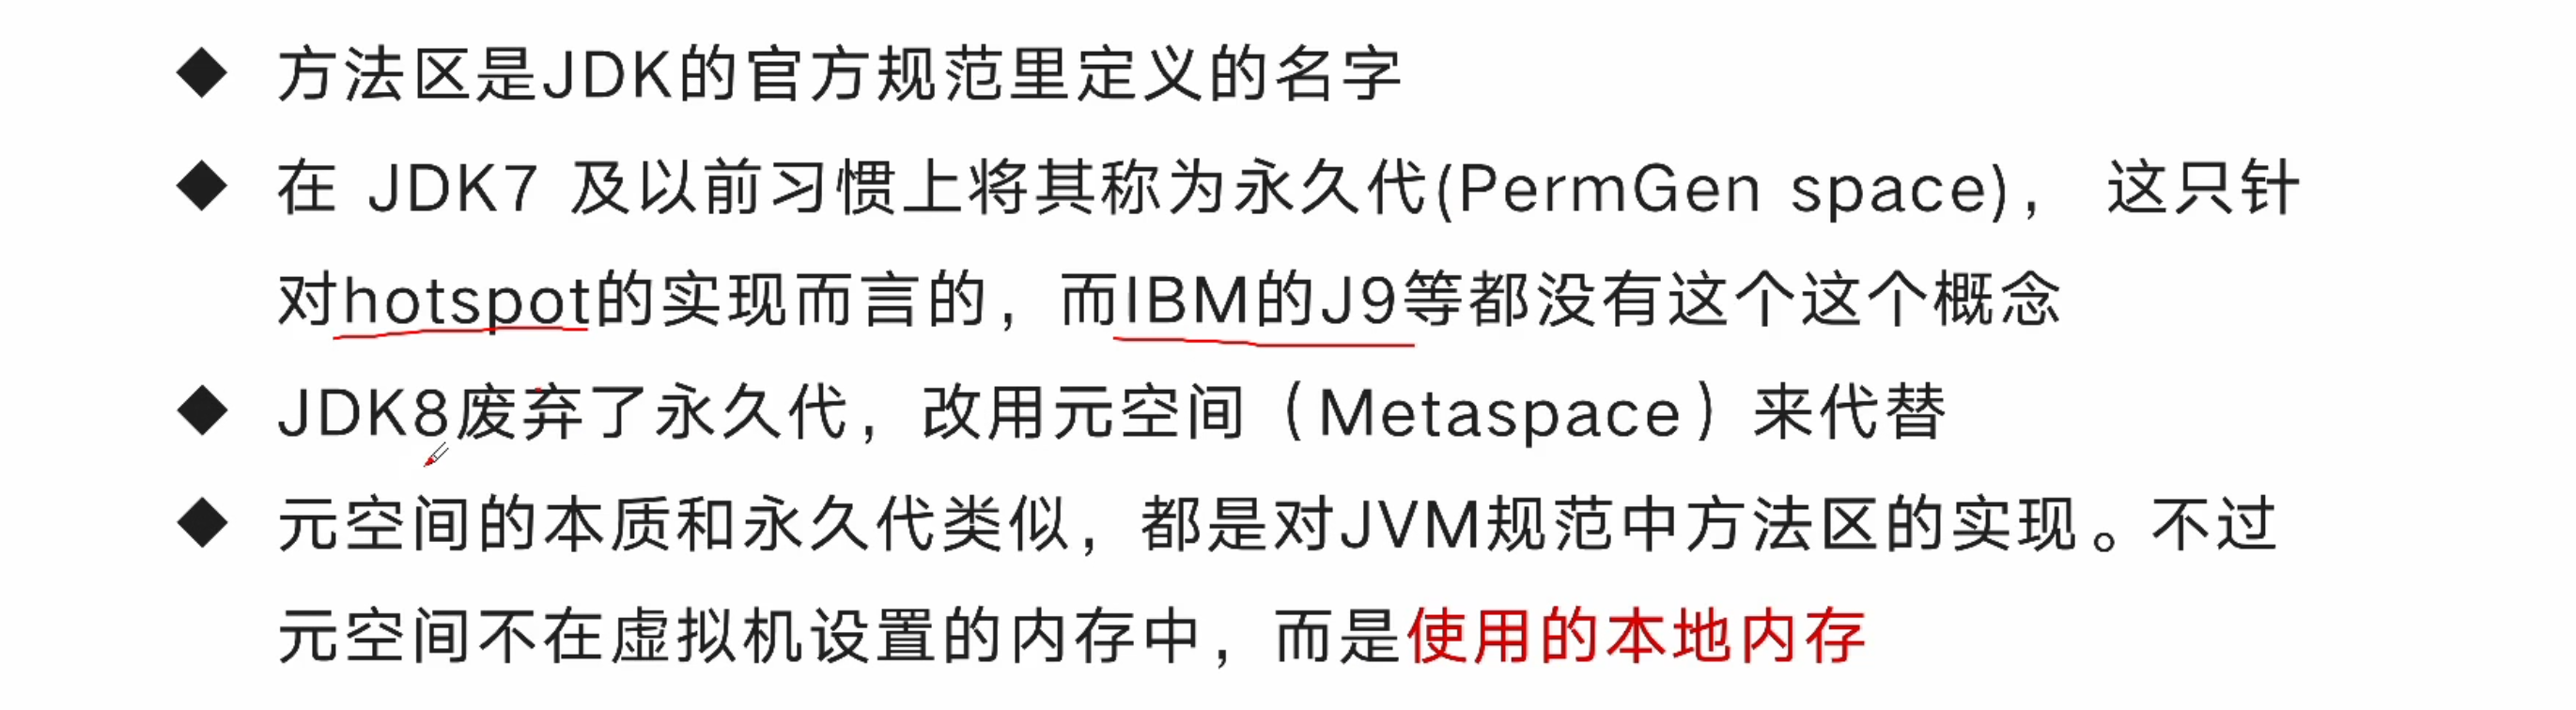 ◆ 方法区是JDK的官方规范里定义的名字
◆ 在 JDK7 及以前习惯上将其称为永久代(PermGen space)， 这只针
对hotspot的实现而言的，而IBM的J9等都没有这个这个概念
◆ JDK8废弃了永久代，改用元空间（Metaspace）来代替
◆ 元空间的本质和永久代类似，都是对JVM规范中方法区的实现。不过
元空间不在虚拟机设置的内存中，而是使用的本地内存